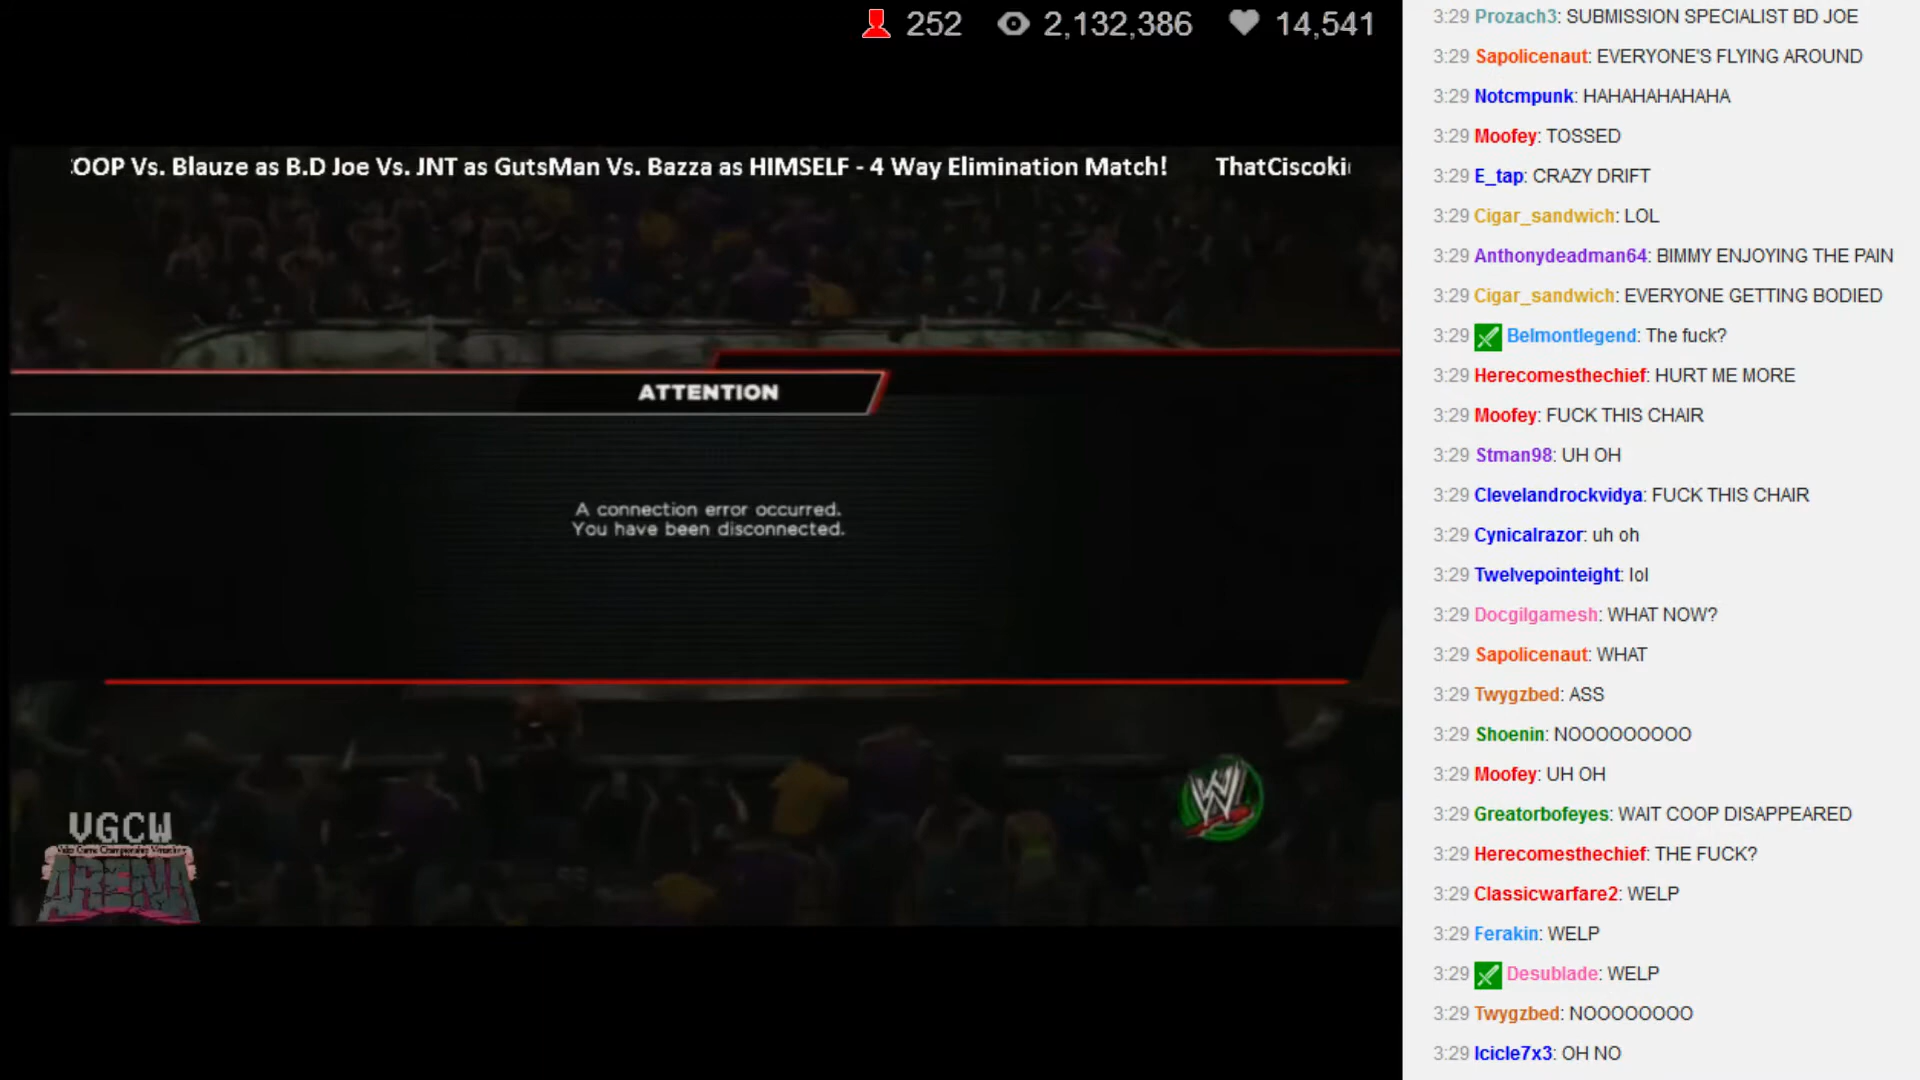 252 2,132,386 14,541
OOP Vs. Blauze as B.D Joe Vs. JNT as GutsMan Vs. Bazza as HIMSELF - 4 Way Elimination Match! ThatCiscoki
ATTENTION
A connection error occurred.
You have been disconnected.
W
VGCW
Video Game Championship Wrestling
ARENA
3:29 Prozach3: SUBMISSION SPECIALIST BD JOE
3:29 Sapolicenaut: EVERYONE'S FLYING AROUND
3:29 Notcmpunk: HAHAHAHAHAHA
3:29 Moofey: TOSSED
3:29 E_tap: CRAZY DRIFT
3:29 Cigar_sandwich: LOL
3:29 Anthonydeadman64: BIMMY ENJOYING THE PAIN
3:29 Cigar_sandwich: EVERYONE GETTING BODIED
3:29 Belmontlegend: The fuck?
3:29 Herecomesthechief: HURT ME MORE
3:29 Moofey: FUCK THIS CHAIR
3:29 Stman98: UH OH
3:29 Clevelandrockvidya: FUCK THIS CHAIR
3:29 Cynicalrazor: uh oh
3:29 Twelvepointeight: lol
3:29 Docgilgamesh: WHAT NOW?
3:29 Sapolicenaut: WHAT
3:29 Twygzbed: ASS
3:29 Shoenin: NOOOOOOOOO
3:29 Moofey: UH OH
3:29 Greatorbofeyes: WAIT COOP DISAPPEARED
3:29 Herecomesthechief: THE FUCK?
3:29 Classicwarfare2: WELP
3:29 Ferakin: WELP
3:29 Desublade: WELP
3:29 Twygzbed: NOOOOOOOO
3:29 Icicle7x3: OH NO